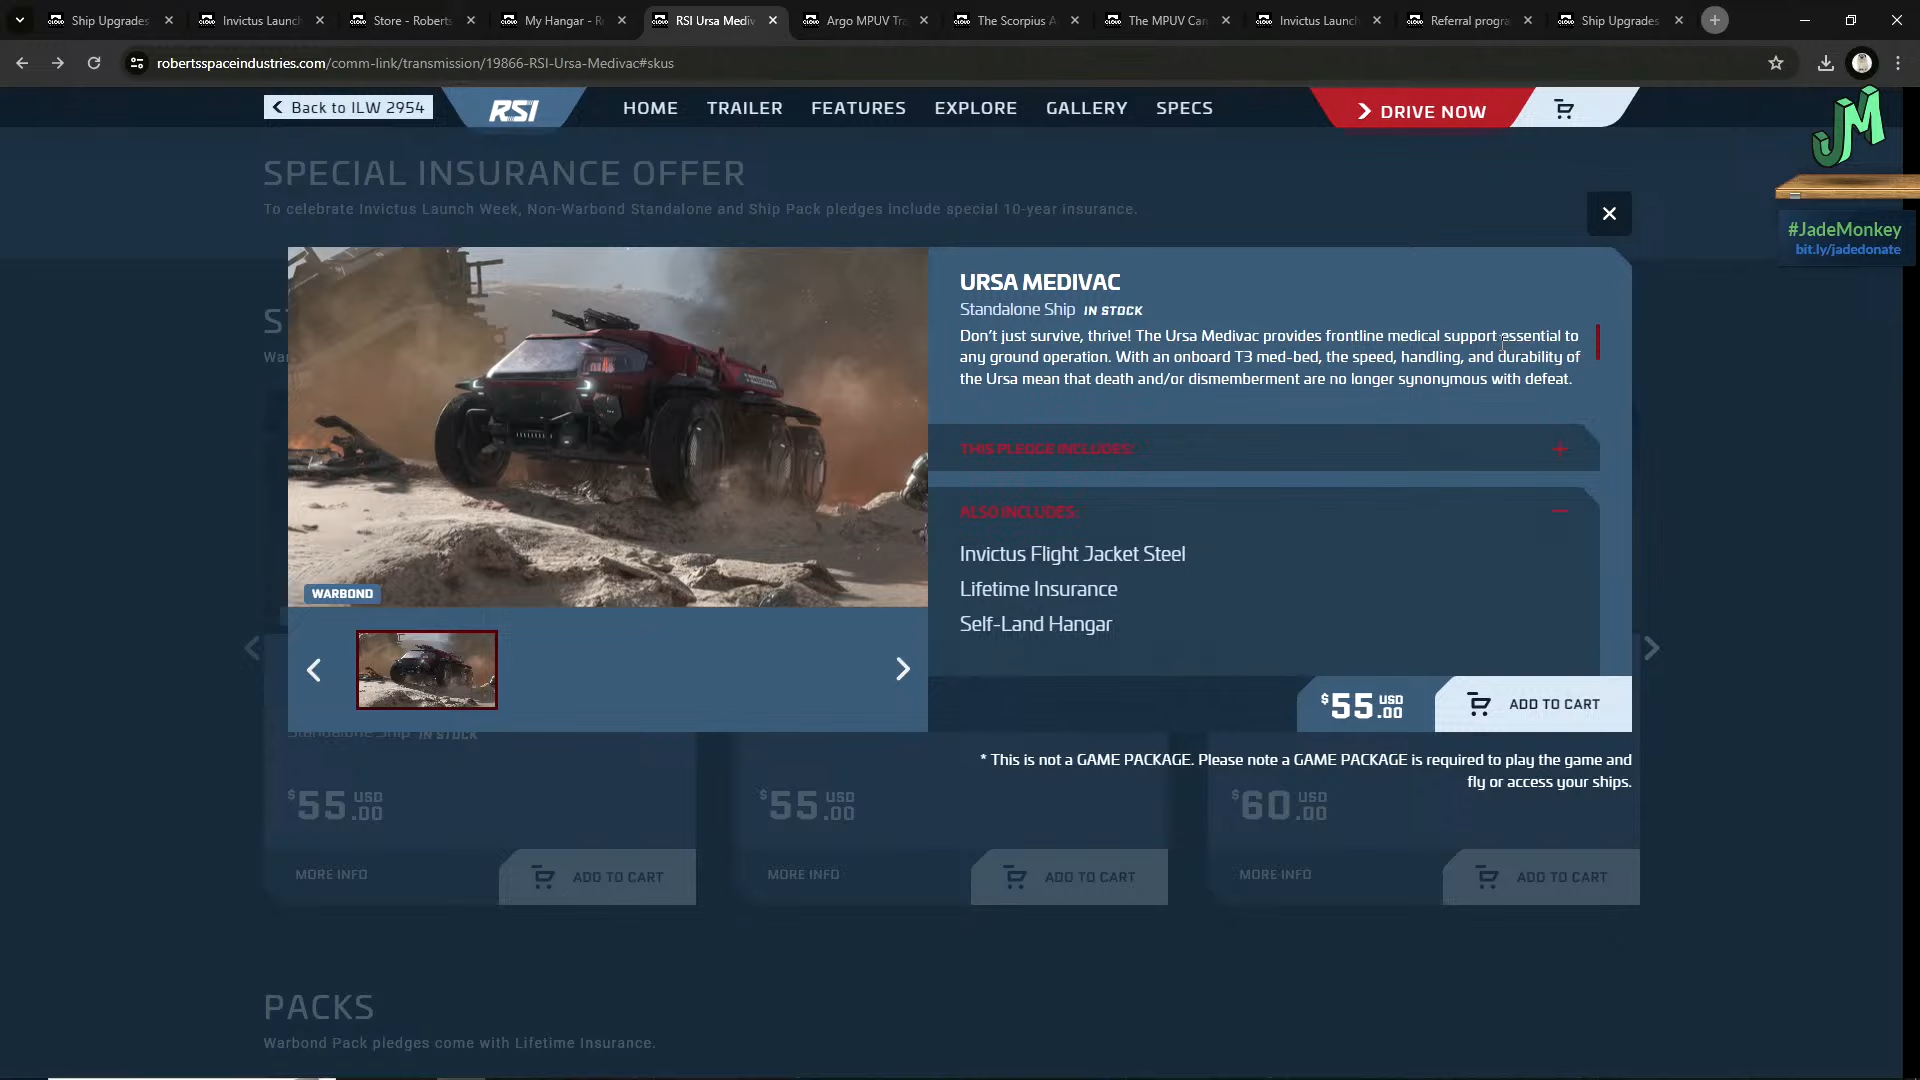 Ship Upgrades
Invictus Launch
Store - Roberts
My Hangar - R
RSI Ursa Mediv
Argo MPUV Tra
The Scorpius A
The MPUV Car
Invictus Launch
Referral progra
Ship Upgrades
robertsspaceindustries.com/comm-link/transmission/19866-RSI-Ursa-Medivac#skus
Back to ILW 2954
RSI
HOME
TRAILER
FEATURES
EXPLORE
GALLERY
SPECS
DRIVE NOW
JM
SPECIAL INSURANCE OFFER
To celebrate Invictus Launch Week, Non-Warbond Standalone and Ship Pack pledges include special 10-year insurance.
#JadeMonkey
bit.ly/jadedonate
URSA MEDIVAC
Standalone Ship IN STOCK
Don't just survive, thrive! The Ursa Medivac provides frontline medical support essential to
any ground operation. With an onboard T3 med-bed, the speed, handling, and durability of
the Ursa mean that death and/or dismemberment are no longer synonymous with defeat.
THIS PLEDGE INCLUDES:
ALSO INCLUDES:
Invictus Flight Jacket Steel
Lifetime Insurance
Self-Land Hangar
WARBOND
$55.00 USD
ADD TO CART
* This is not a GAME PACKAGE. Please note a GAME PACKAGE is required to play the game and
fly or access your ships.
Standalone Ship IN STOCK
$55.00 USD
$55.00 USD
$60.00 USD
MORE INFO
ADD TO CART
MORE INFO
ADD TO CART
MORE INFO
ADD TO CART
PACKS
Warbond Pack pledges come with Lifetime Insurance.